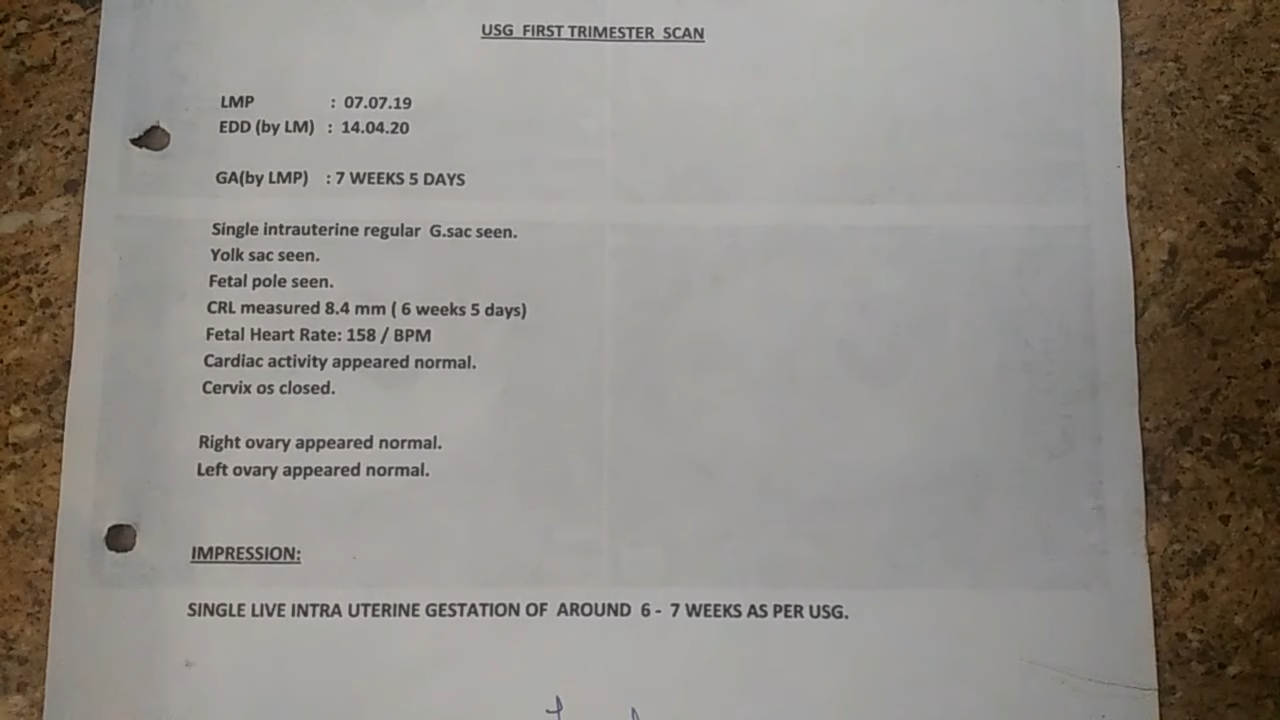 USG FIRST TRIMESTER SCAN
LMP : 07.07.19
EDD (by LM) : 14.04.20
GA(by LMP) : 7 WEEKS 5 DAYS
Single intrauterine regular G.sac seen.
Yolk sac seen.
Fetal pole seen.
CRL measured 8.4 mm ( 6 weeks 5 days)
Fetal Heart Rate: 158 / BPM
Cardiac activity appeared normal.
Cervix os closed.
Right ovary appeared normal.
Left ovary appeared normal.
IMPRESSION:
SINGLE LIVE INTRA UTERINE GESTATION OF AROUND 6 - 7 WEEKS AS PER USG.